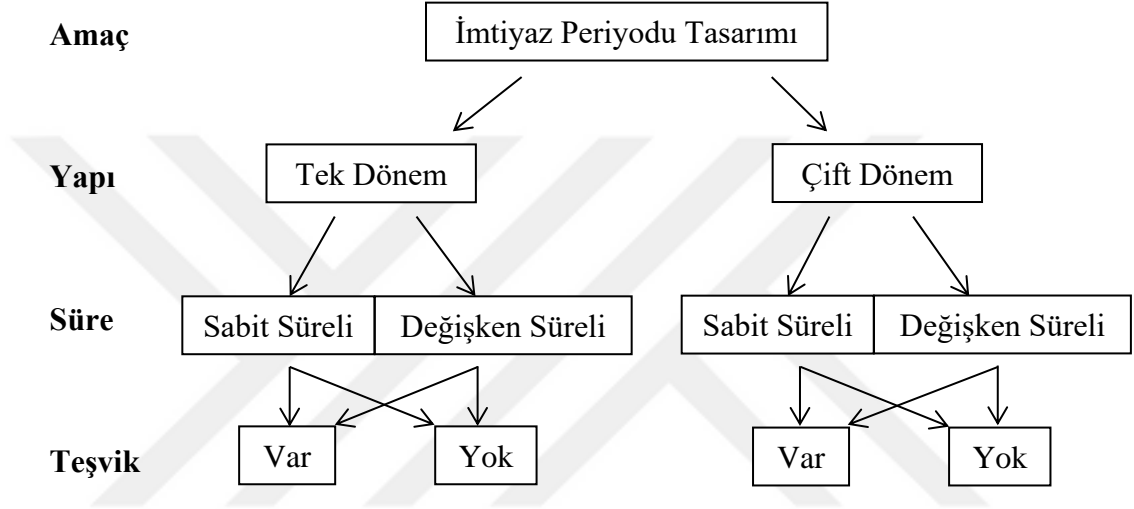 Amaç
İmtiyaz Periyodu Tasarımı
Yapı
Tek Dönem
Çift Dönem
Süre
Sabit Süreli
Değişken Süreli
Sabit Süreli
Değişken Süreli
Teşvik
Var
Yok
Var
Yok